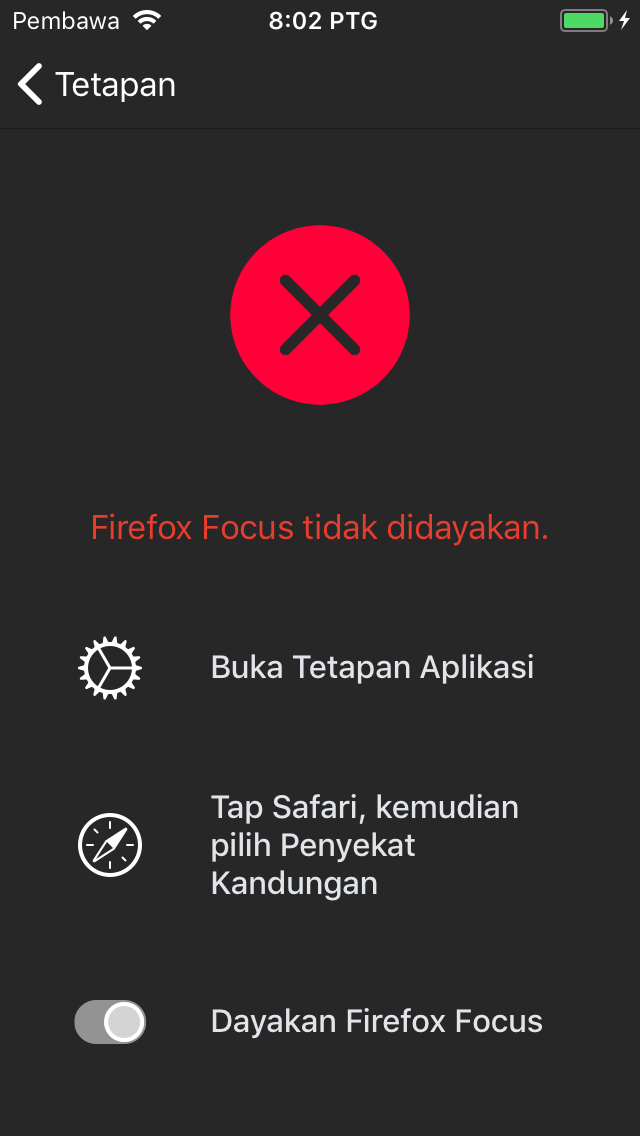 Pembawa 8:02 PTG
Tetapan
Firefox Focus tidak didayakan.
Buka Tetapan Aplikasi
Tap Safari, kemudian
pilih Penyekat
Kandungan
Dayakan Firefox Focus